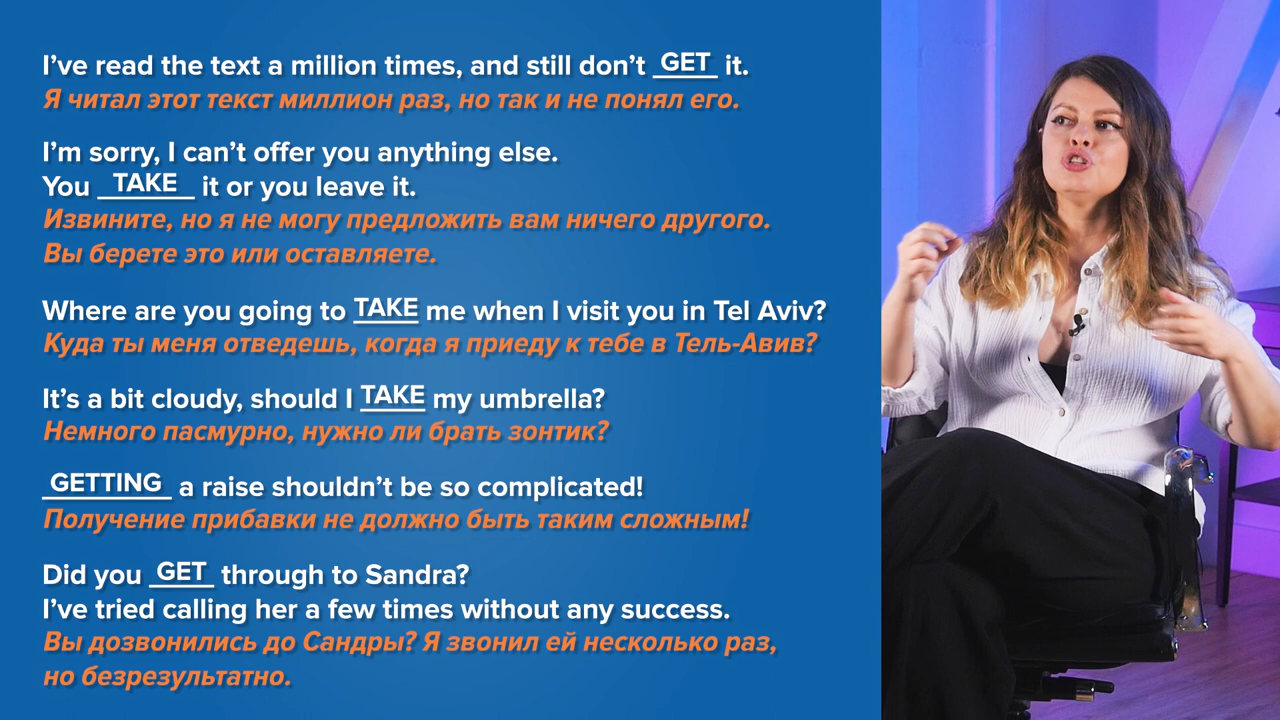 I've read the text a million times, and still don't GET it.
Я читал этот текст миллион раз, но так и не понял его.
I'm sorry, I can't offer you anything else.
You TAKE it or you leave it.
Извините, но я не могу предложить вам ничего другого.
Вы берете это или оставляете.
Where are you going to TAKE me when I visit you in Tel Aviv?
Куда ты меня отведешь, когда я приеду к тебе в Тель-Авив?
It's a bit cloudy, should I TAKE my umbrella?
Немного пасмурно, нужно ли брать зонтик?
GETTING a raise shouldn't be so complicated!
Получение прибавки не должно быть таким сложным!
Did you GET through to Sandra?
I've tried calling her a few times without any success.
Вы дозвонились до Сандры? Я звонил ей несколько раз,
но безрезультатно.